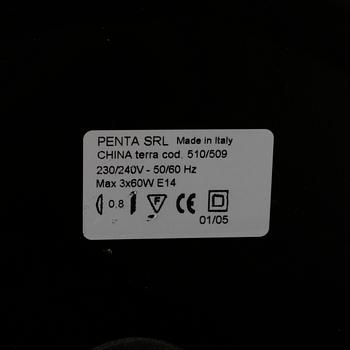 PENTA SRL Made in Italy
CHINA terra cod. 510/509
230/240V - 50/60 Hz
Max 3x60W E14
0.8 F CE
01/05